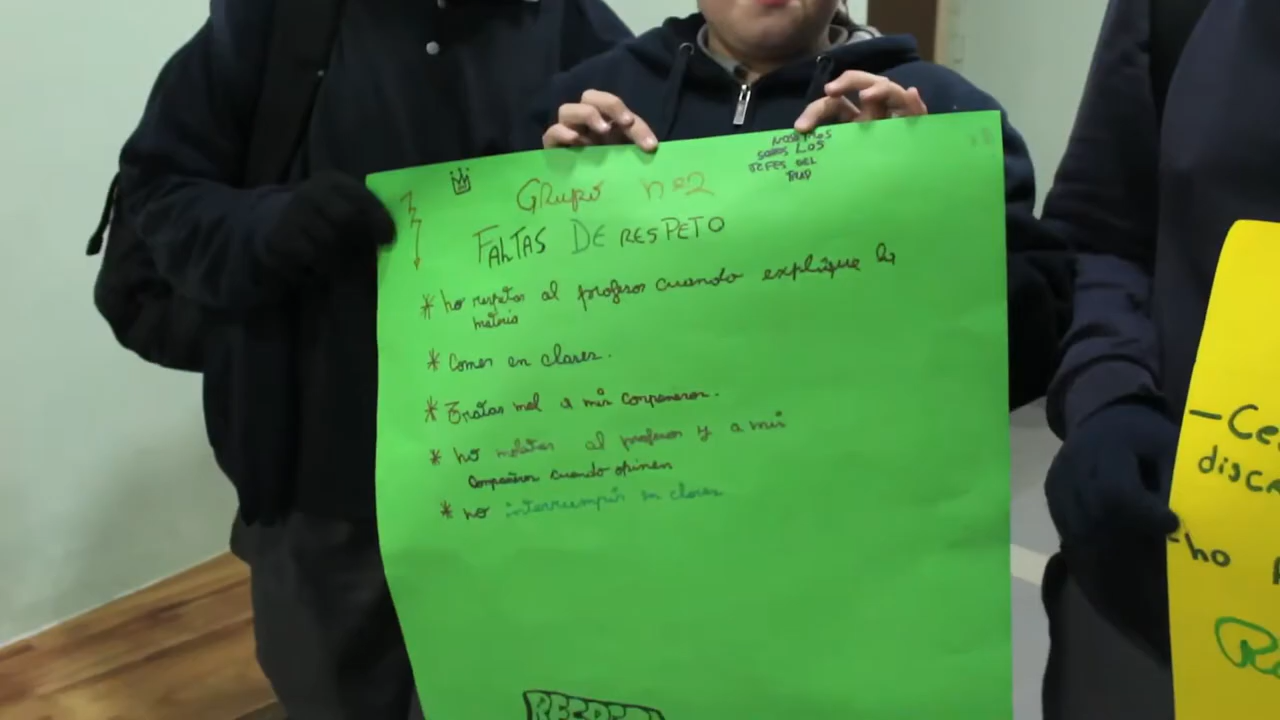 NOSOTROS
SOMOS LOS
JEFES DEL
TRAP
Grupo nº2
FALTAS DE RESPETO
* no respetar al profesor cuando explique la
materia
* Comer en clases.
* Tratar mal a mis compañeros.
* no molestar al profesor y a mis
compañeros cuando opinen
* no interrumpir en clases
- Ce
disc
ho